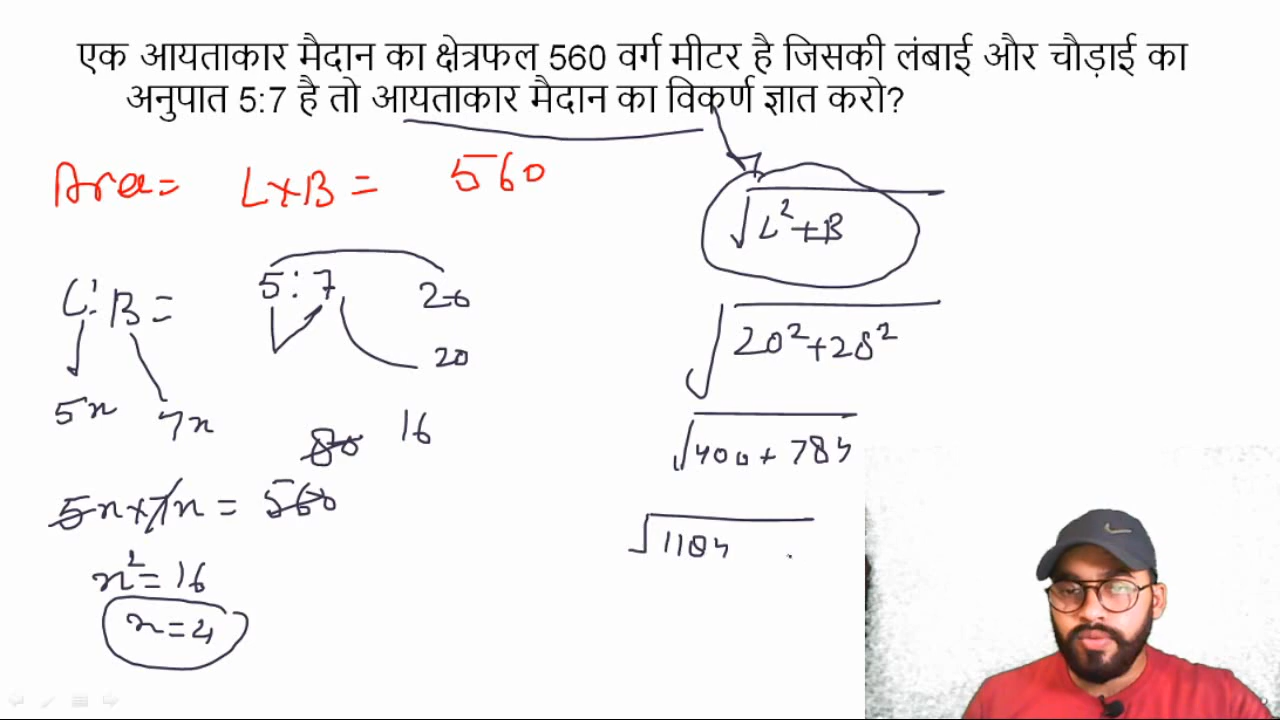 एक आयताकार मैदान का क्षेत्रफल 560 वर्ग मीटर है जिसकी लंबाई और चौड़ाई का
अनुपात 5:7 है तो आयताकार मैदान का विकर्ण ज्ञात करो?
Area = L×B = 560
L:B = 5:7
5x 7x
20
80 16
5x×7x = 560
x² = 16
x = 4
√L²+B
√20²+28²
√400+784
√1184